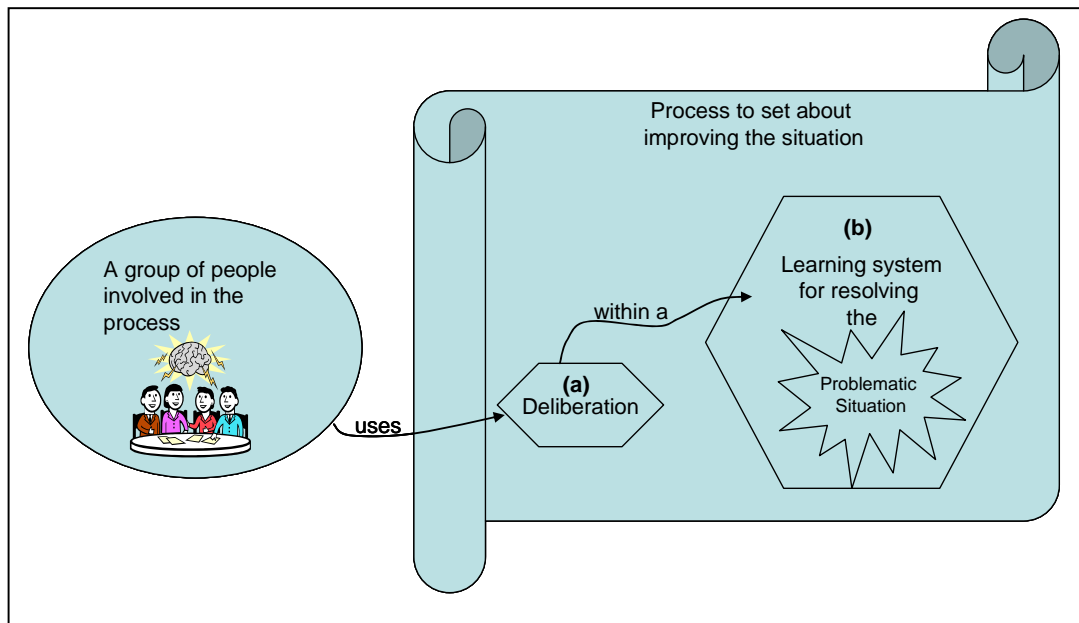 Process to set about
improving the situation
A group of people
involved in the
process
uses
(a)
Deliberation
within a
(b)
Learning system
for resolving
the
Problematic
Situation